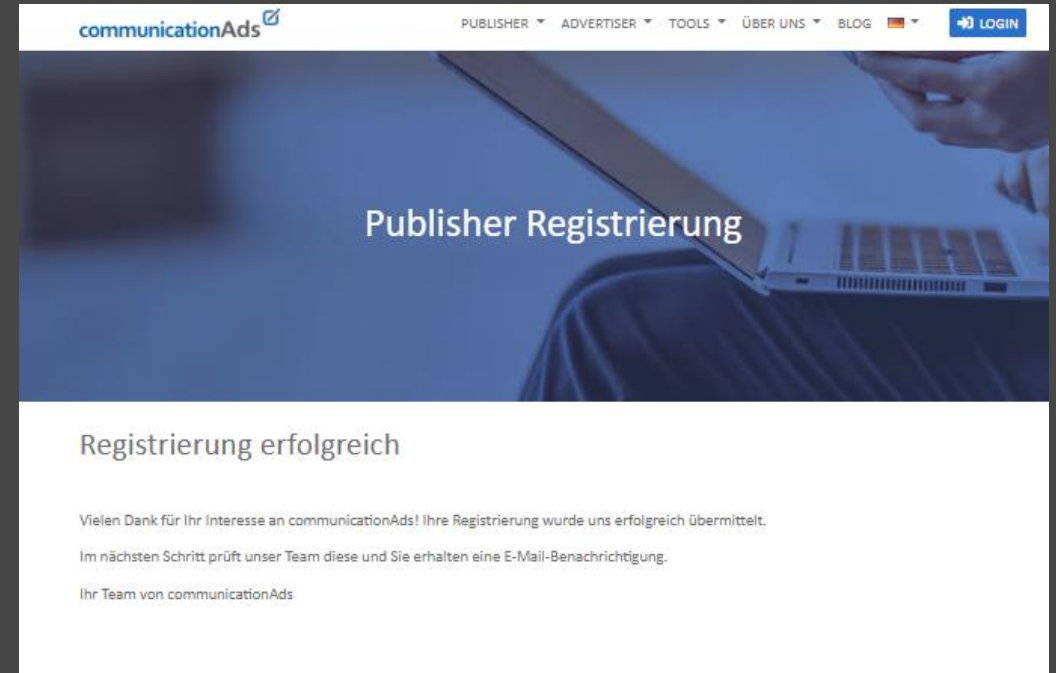 communicationAds
PUBLISHER ADVERTISER TOOLS ÜBER UNS BLOG LOGIN
Publisher Registrierung
Registrierung erfolgreich
Vielen Dank für Ihr Interesse an communicationAds! Ihre Registrierung wurde uns erfolgreich übermittelt.
Im nächsten Schritt prüft unser Team diese und Sie erhalten eine E-Mail-Benachrichtigung.
Ihr Team von communicationAds